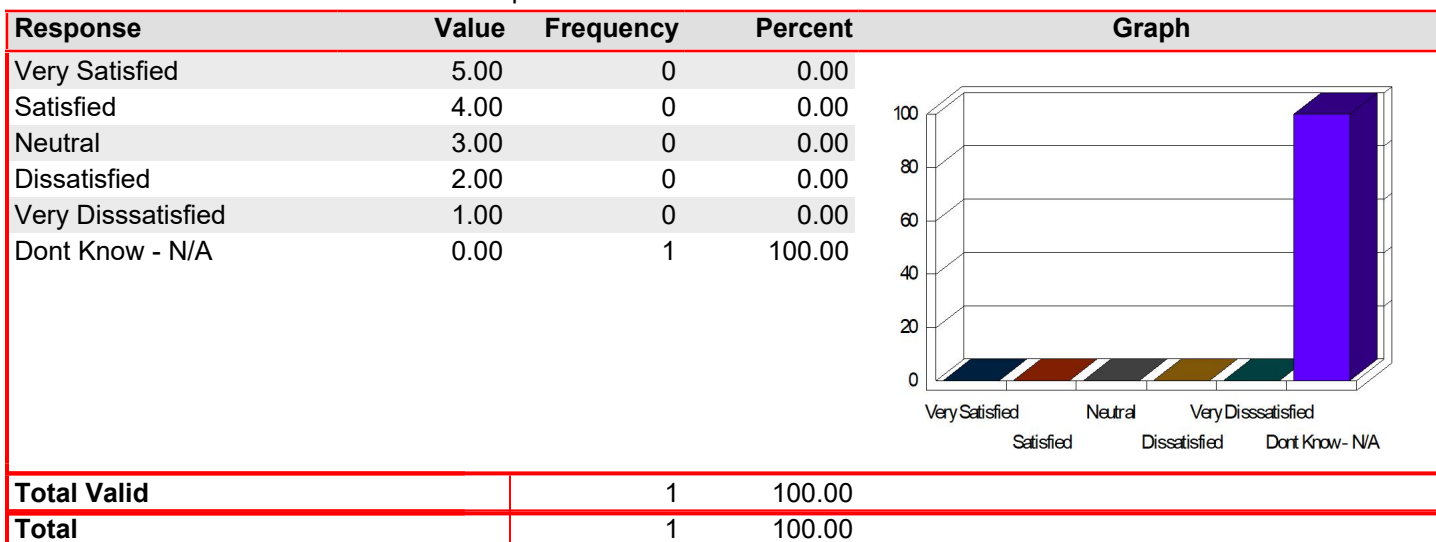 Response Value Frequency Percent Graph
Very Satisfied 5.00 0 0.00
Satisfied 4.00 0 0.00
Neutral 3.00 0 0.00
Dissatisfied 2.00 0 0.00
Very Disssatisfied 1.00 0 0.00
Dont Know - N/A 0.00 1 100.00
100
80
60
40
20
0
Very Satisfied Neutral Very Disssatisfied
Satisfied Dissatisfied Dont Know - N/A
Total Valid 1 100.00
Total 1 100.00